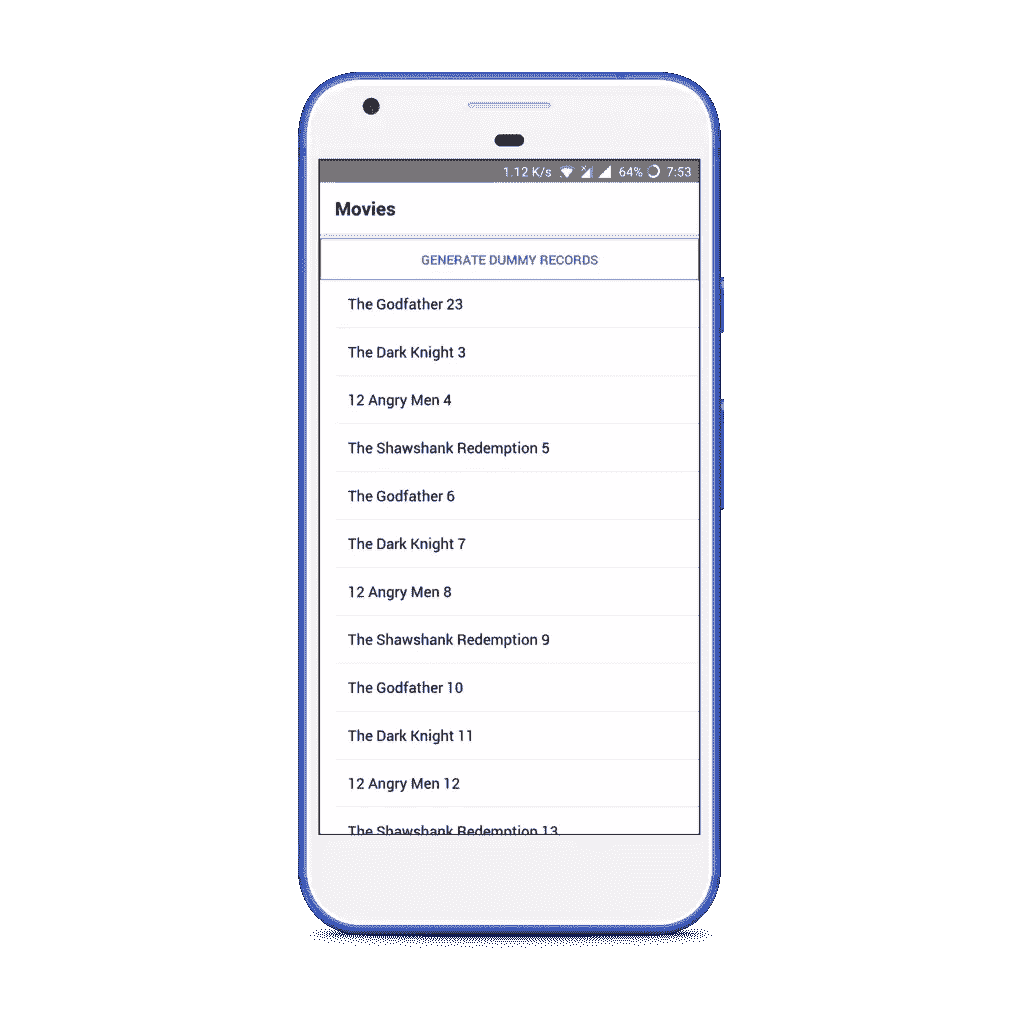 1.12 K/s 64% 7:53
Movies
GENERATE DUMMY RECORDS
The Godfather 23
The Dark Knight 3
12 Angry Men 4
The Shawshank Redemption 5
The Godfather 6
The Dark Knight 7
12 Angry Men 8
The Shawshank Redemption 9
The Godfather 10
The Dark Knight 11
12 Angry Men 12
The Shawshank Redemption 13